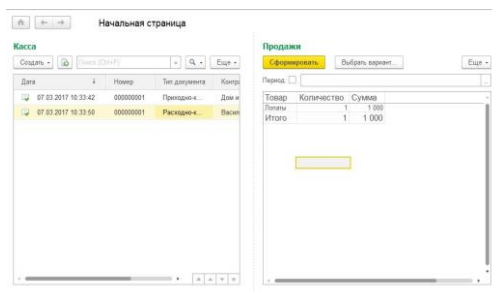 Начальная страница
Касса
Создать
Поиск (Ctrl+F)
Еще
Дата Номер Тип документа Контра
07.03.2017 10:33:42 000000001 Приходно-к... Дом и
07.03.2017 10:33:50 000000001 Расходно-к... Васил
Продажи
Сформировать Выбрать вариант... Еще
Период
Товар Количество Сумма
Лопаты 1 1 000
Итого 1 1 000